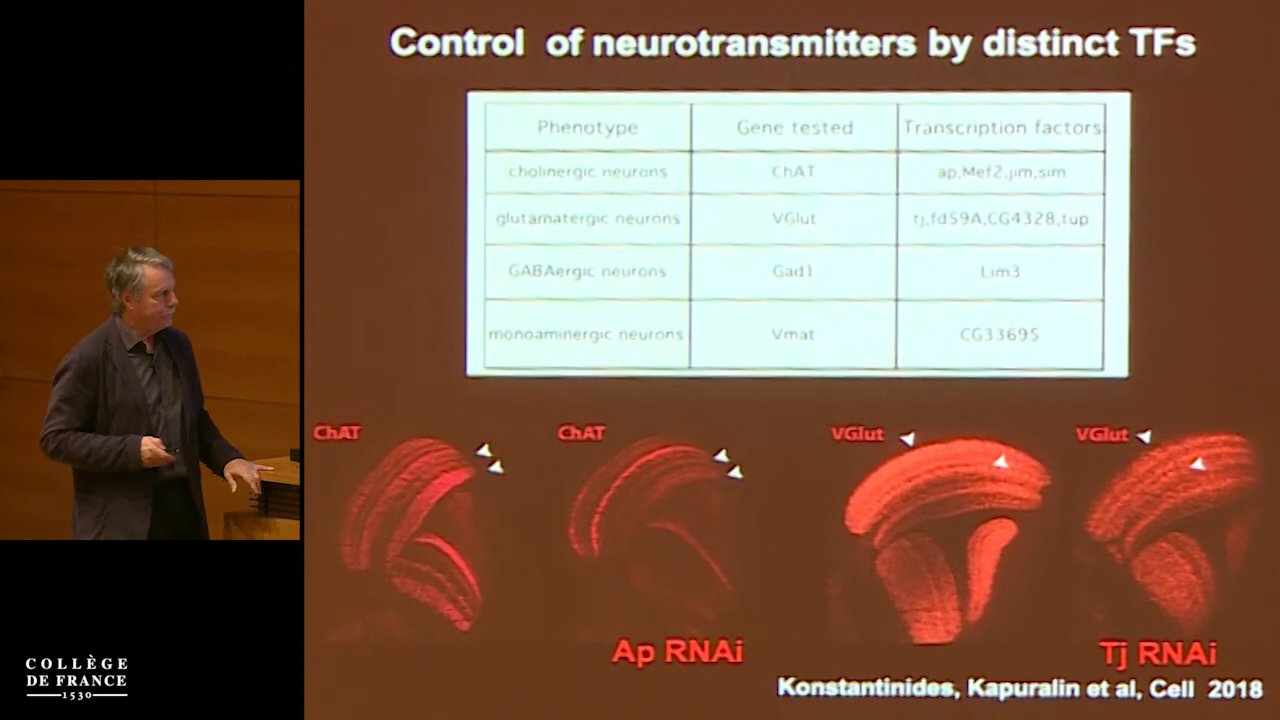 Control of neurotransmitters by distinct TFs
Phenotype Gene tested Transcription factors
cholinergic neurons ChAT ap,Mef2,jim,sim
glutamatergic neurons VGlut tj,fd59A,CG4328,tup
GABAergic neurons Gad1 Lim3
monoaminergic neurons Vmat CG33695
ChAT ChAT VGlut VGlut
Ap RNAi Tj RNAi
Konstantinides, Kapuralin et al, Cell 2018
COLLÈGE
DE FRANCE
1530